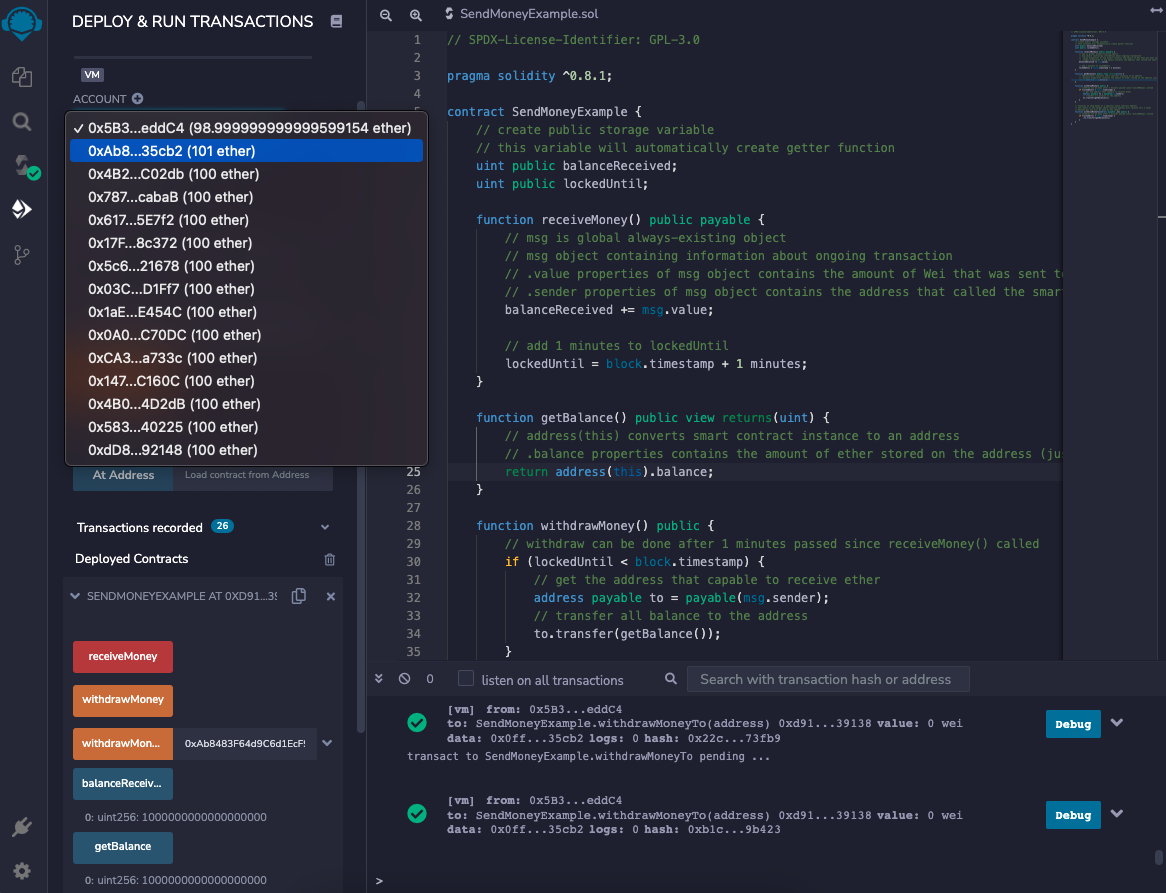 DEPLOY & RUN TRANSACTIONS
VM
ACCOUNT
✓ 0x5B3...eddC4 (98.999999999999599154 ether)
0xAb8...35cb2 (101 ether)
0x4B2...C02db (100 ether)
0x787...cabaB (100 ether)
0x617...5E7f2 (100 ether)
0x17F...8c372 (100 ether)
0x5c6...21678 (100 ether)
0x03C...D1Ff7 (100 ether)
0x1aE...E454C (100 ether)
0x0A0...C70DC (100 ether)
0xCA3...a733c (100 ether)
0x147...C160C (100 ether)
0x4B0...4D2dB (100 ether)
0x583...40225 (100 ether)
0xdD8...92148 (100 ether)
At Address
Load contract from Address
Transactions recorded 26
Deployed Contracts
SENDMONEYEXAMPLE AT 0XD91...39
receiveMoney
withdrawMoney
withdrawMon... 0xAb8483F64d9C6d1EcF9
balanceReceiv...
0: uint256: 1000000000000000000
getBalance
0: uint256: 1000000000000000000
SendMoneyExample.sol
1 // SPDX-License-Identifier: GPL-3.0
2
3 pragma solidity ^0.8.1;
4
contract SendMoneyExample {
// create public storage variable
// this variable will automatically create getter function
uint public balanceReceived;
uint public lockedUntil;
function receiveMoney() public payable {
// msg is global always-existing object
// msg object containing information about ongoing transaction
// .value properties of msg object contains the amount of Wei that was sent to
// .sender properties of msg object contains the address that called the smar
balanceReceived += msg.value;
// add 1 minutes to lockedUntil
lockedUntil = block.timestamp + 1 minutes;
}
function getBalance() public view returns(uint) {
// address(this) converts smart contract instance to an address
// .balance properties contains the amount of ether stored on the address (ju
25 return address(this).balance;
26 }
27
28 function withdrawMoney() public {
29 // withdraw can be done after 1 minutes passed since receiveMoney() called
30 if (lockedUntil < block.timestamp) {
31 // get the address that capable to receive ether
32 address payable to = payable(msg.sender);
33 // transfer all balance to the address
34 to.transfer(getBalance());
35 }
0
listen on all transactions
Search with transaction hash or address
[vm] from: 0x5B3...eddC4
to: SendMoneyExample.withdrawMoneyTo(address) 0xd91...39138 value: 0 wei
data: 0x0ff...35cb2 logs: 0 hash: 0x22c...73fb9
Debug
transact to SendMoneyExample.withdrawMoneyTo pending ...
[vm] from: 0x5B3...eddC4
to: SendMoneyExample.withdrawMoneyTo(address) 0xd91...39138 value: 0 wei
data: 0x0ff...35cb2 logs: 0 hash: 0xb1c...9b423
Debug
>